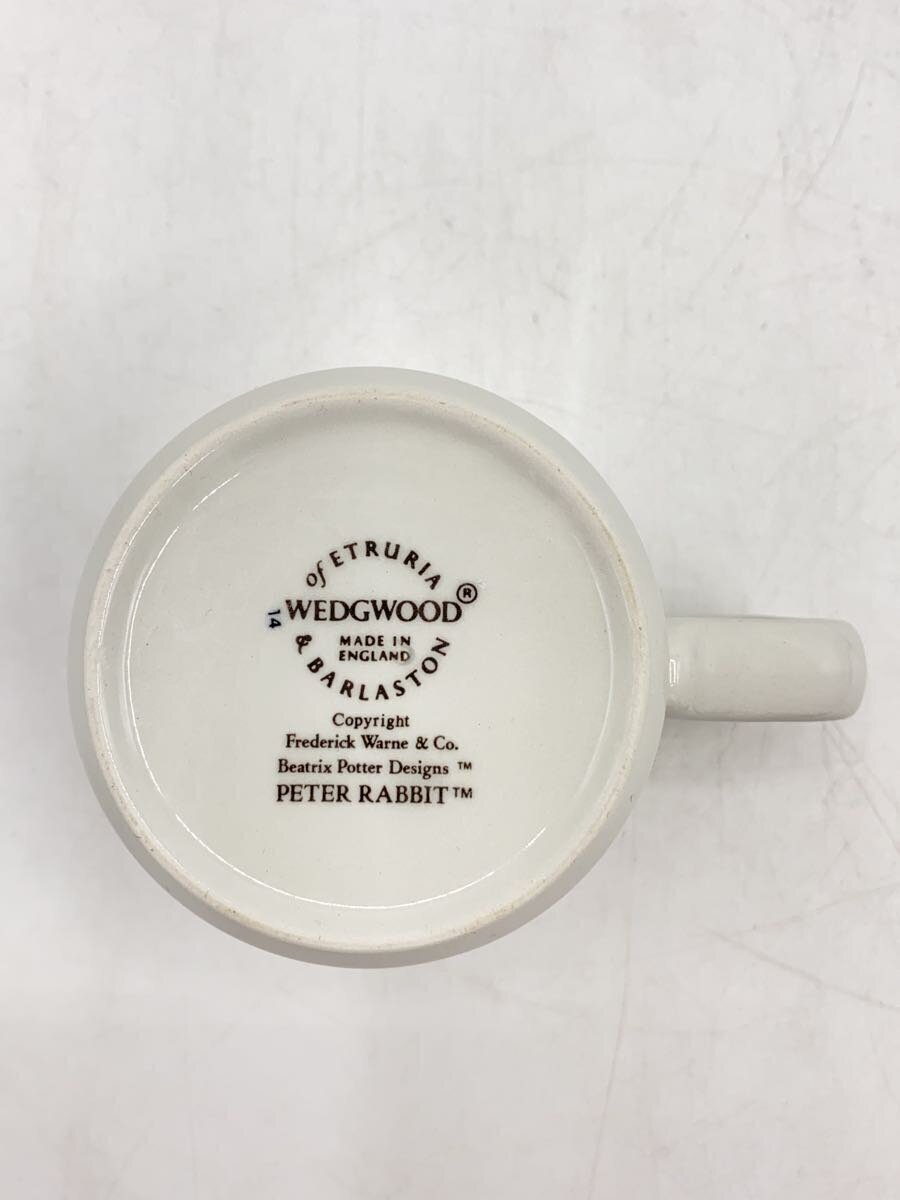 of ETRURIA
14
WEDGWOOD®
MADE IN
ENGLAND
& BARLASTON
Copyright
Frederick Warne & Co.
Beatrix Potter Designs ™
PETER RABBIT™